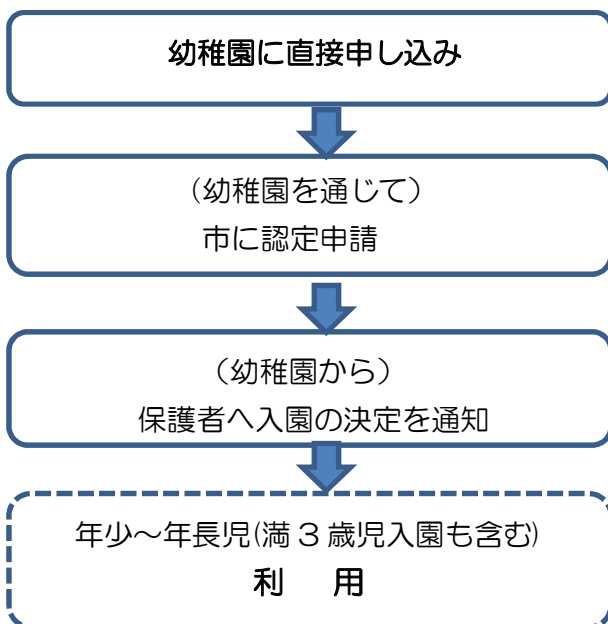 幼稚園に直接申し込み
（幼稚園を通じて）
市に認定申請
（幼稚園から）
保護者へ入園の決定を通知
年少～年長児(満３歳児入園も含む)
利　用